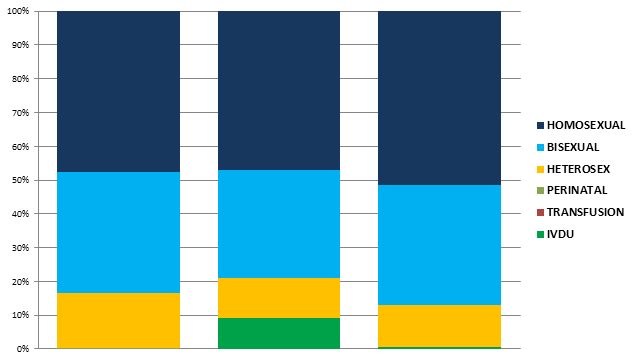 100%
90%
80%
70%
60%
50%
40%
30%
20%
10%
0%
HOMOSEXUAL
BISEXUAL
HETEROSEX
PERINATAL
TRANSFUSION
IVDU